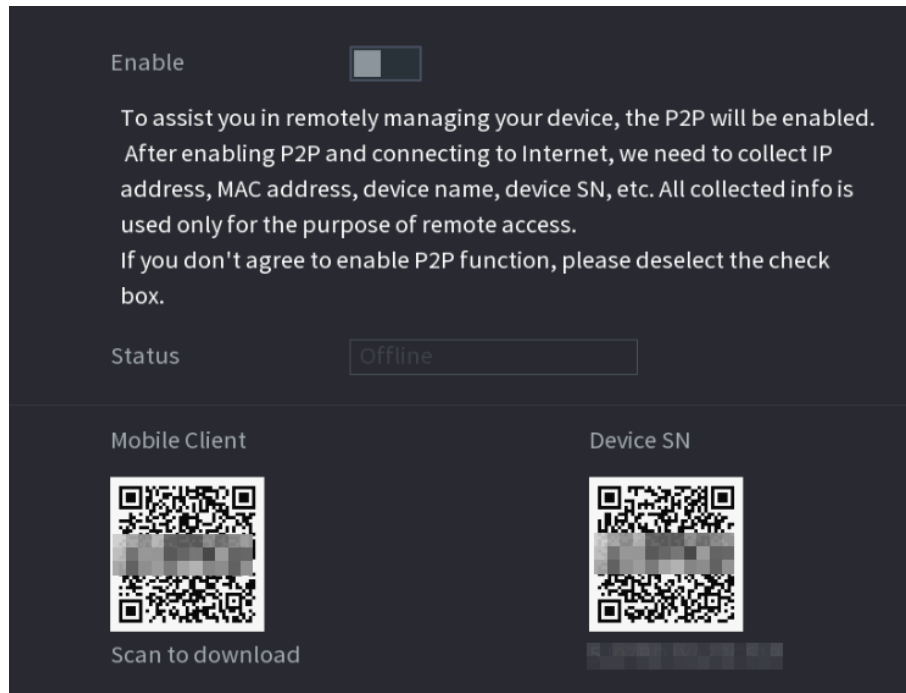 Enable
To assist you in remotely managing your device, the P2P will be enabled.
After enabling P2P and connecting to Internet, we need to collect IP
address, MAC address, device name, device SN, etc. All collected info is
used only for the purpose of remote access.
If you don't agree to enable P2P function, please deselect the check
box.
Status Offline
Mobile Client Device SN
Scan to download